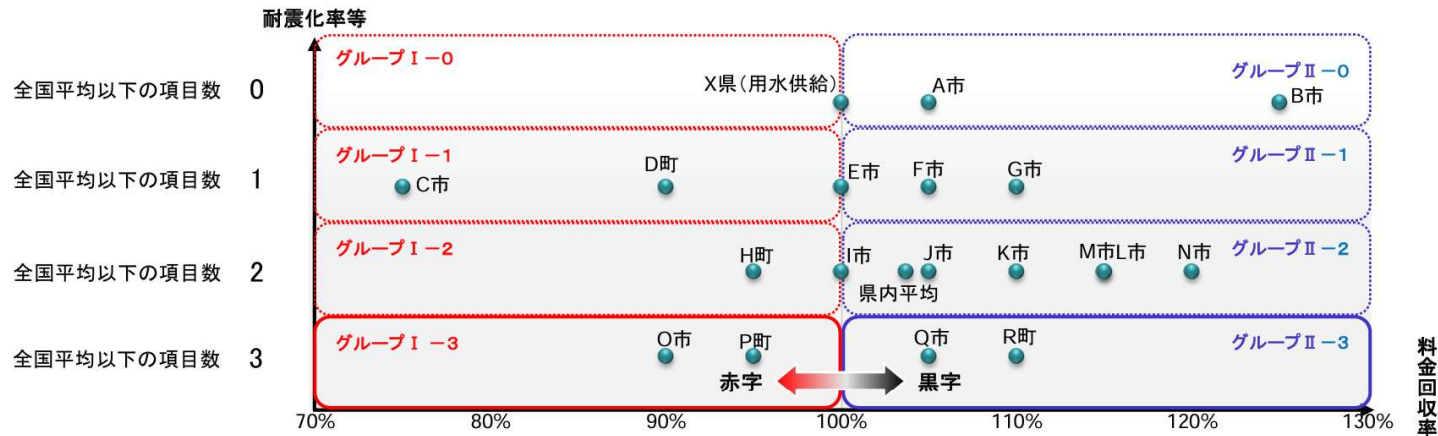 耐震化率等
全国平均以下の項目数 0
グループⅠ－0
X県（用水供給）
A市
グループⅡ－0
B市
全国平均以下の項目数 1
グループⅠ－1
C市
D町
E市
F市
G市
グループⅡ－1
全国平均以下の項目数 2
グループⅠ－2
H町
I市
県内平均
J市
K市
M市L市
N市
グループⅡ－2
全国平均以下の項目数 3
グループⅠ －3
O市
P町
Q市
R町
グループⅡ－3
赤字
黒字
70% 80% 90% 100% 110% 120% 130%
料金回収率